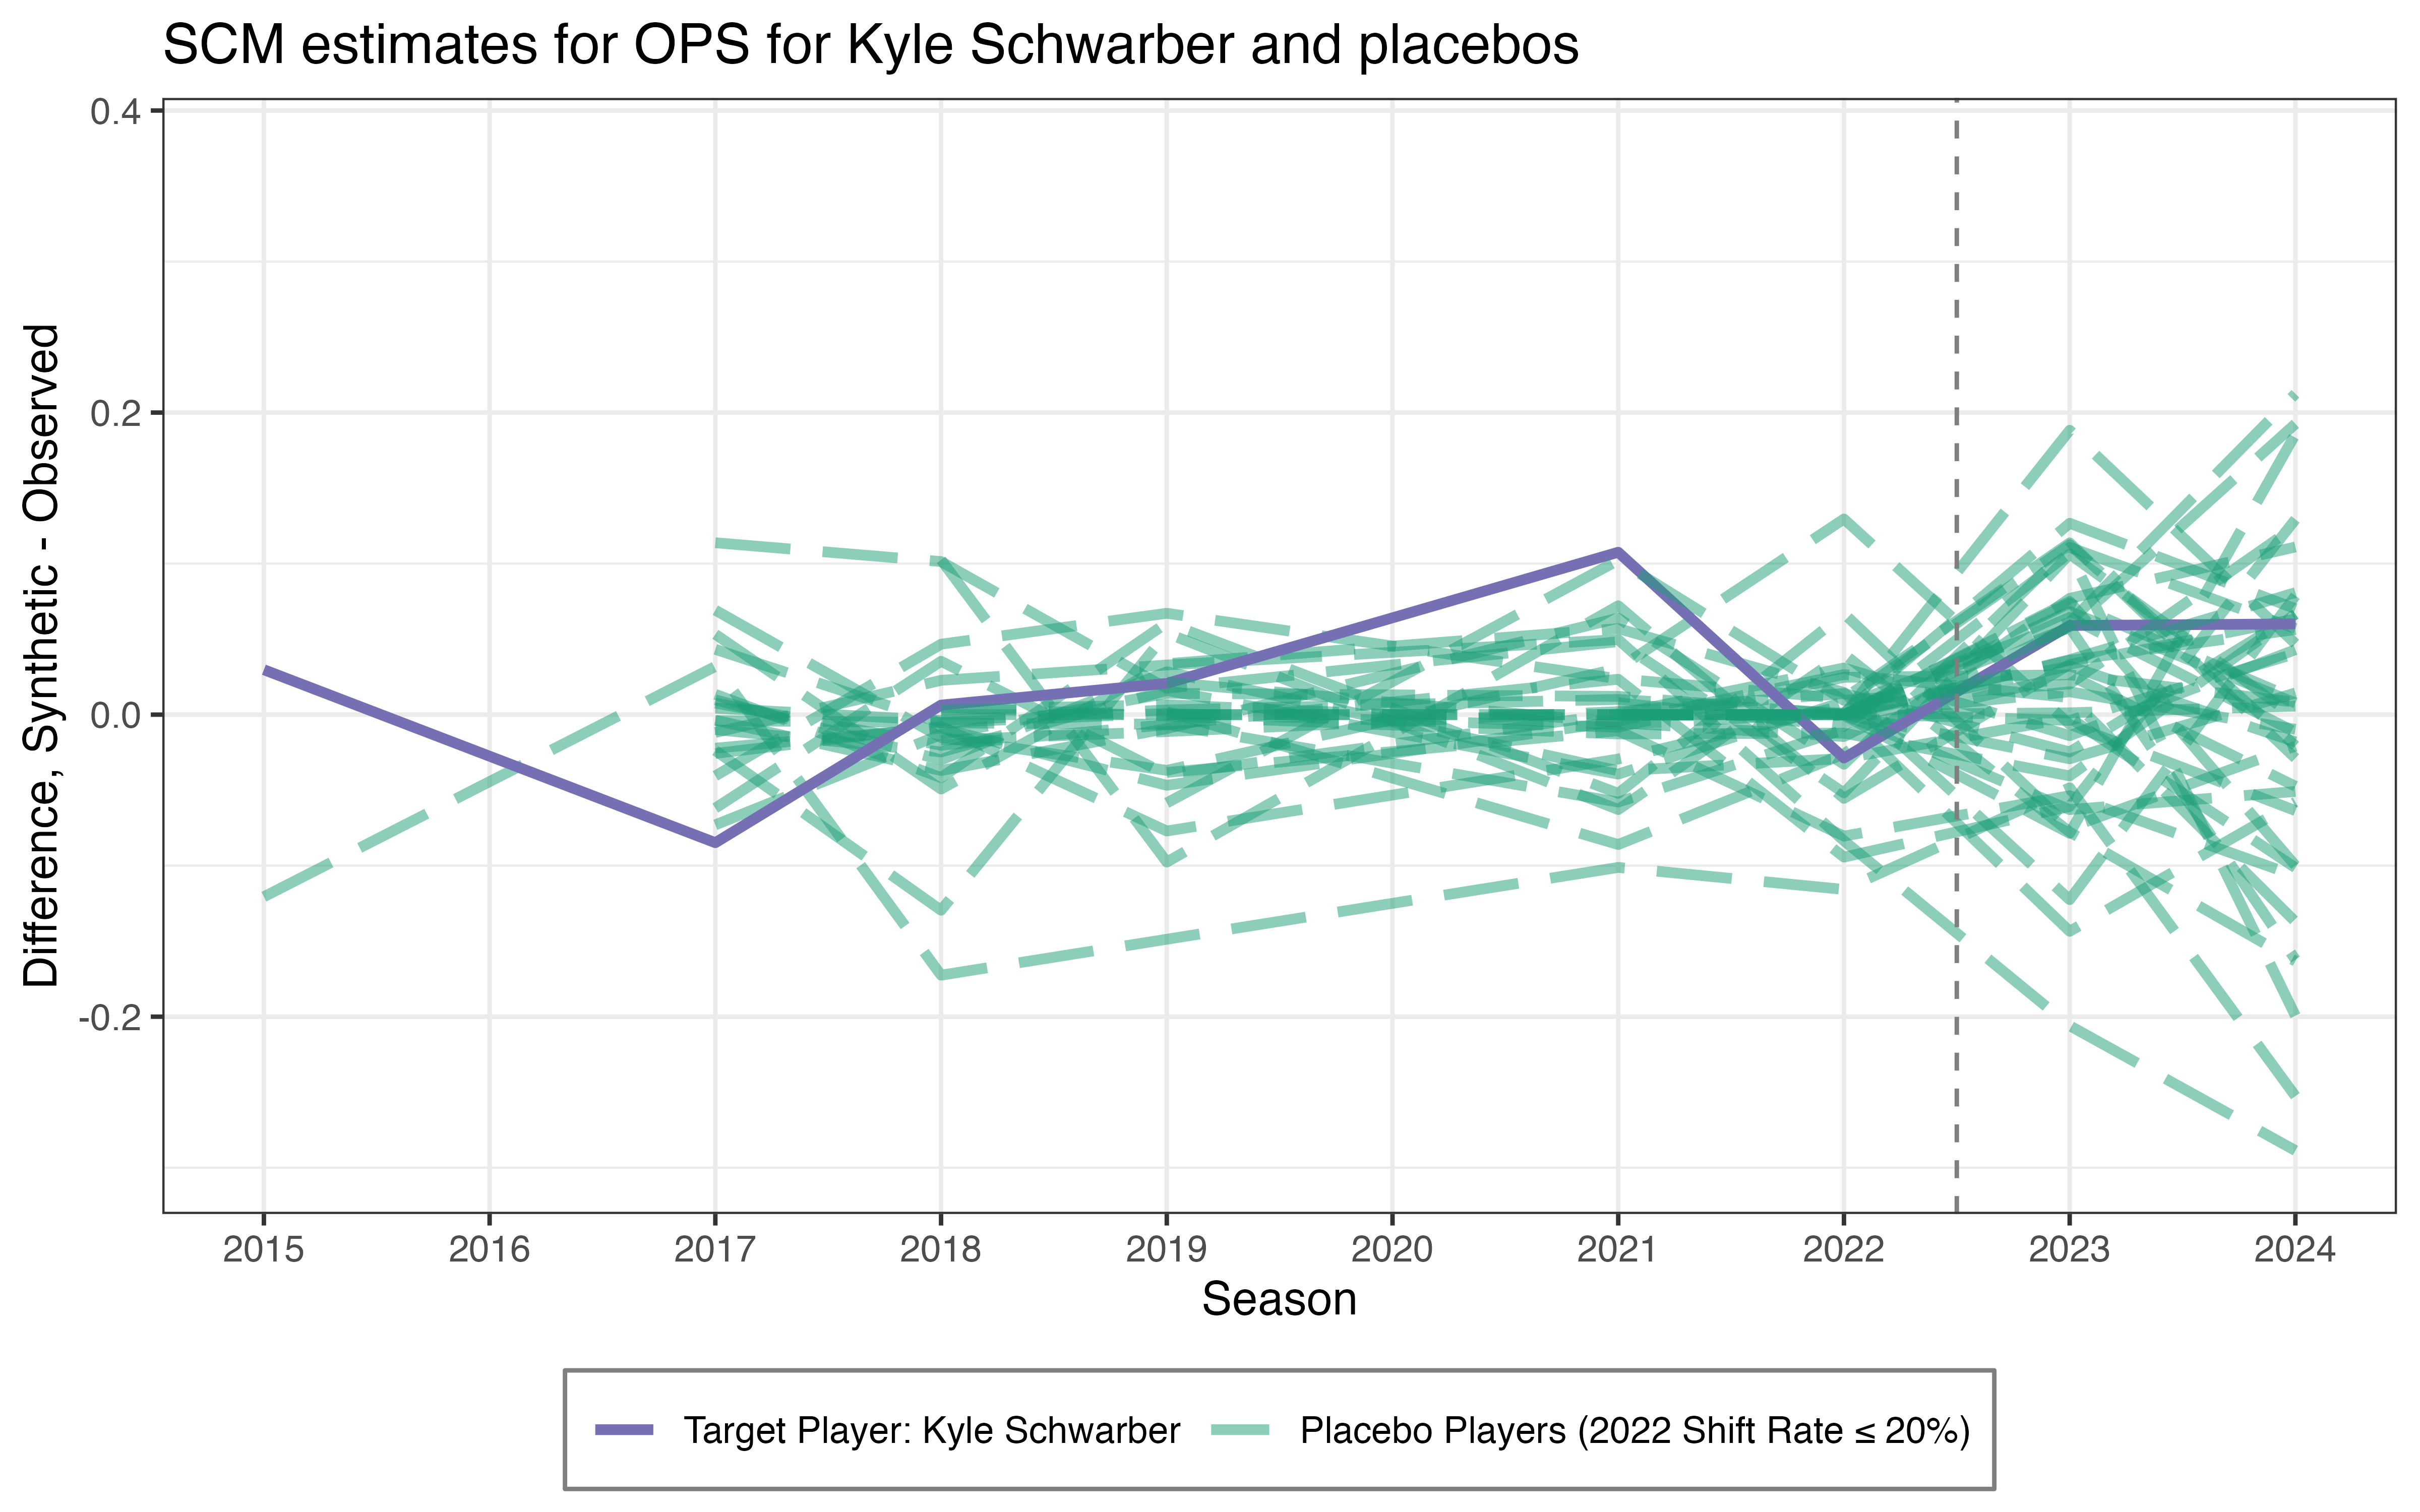 SCM estimates for OPS for Kyle Schwarber and placebos
Difference, Synthetic - Observed
0.4
0.2
0.0
-0.2
2015 2016 2017 2018 2019 2020 2021 2022 2023 2024
Season
Target Player: Kyle Schwarber Placebo Players (2022 Shift Rate ≤ 20%)